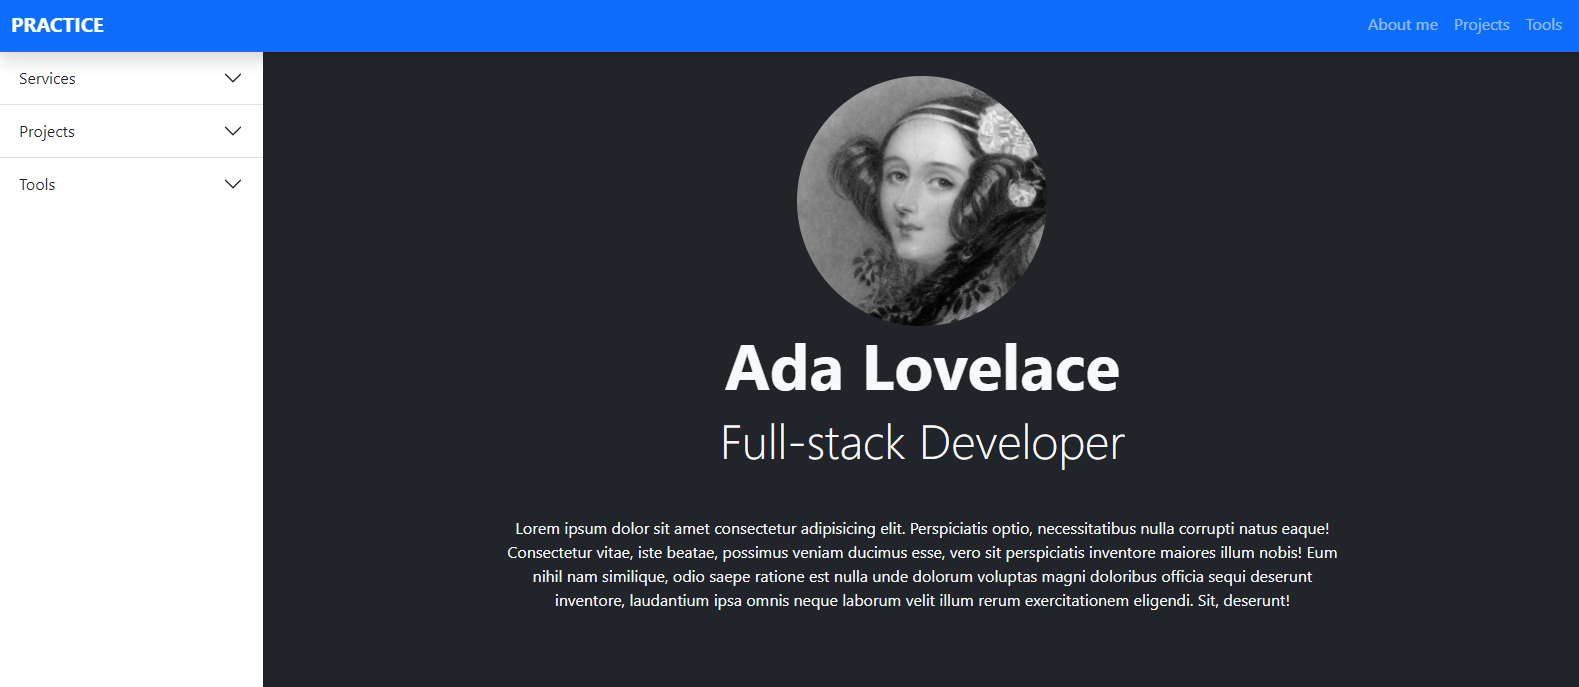 PRACTICE
About me
Projects
Tools
Services
Projects
Tools
Ada Lovelace
Full-stack Developer
Lorem ipsum dolor sit amet consectetur adipisicing elit. Perspiciatis optio, necessitatibus nulla corrupti natus eaque!
Consectetur vitae, iste beatae, possimus veniam ducimus esse, vero sit perspiciatis inventore maiores illum nobis! Eum
nihil nam similique, odio saepe ratione est nulla unde dolorum voluptas magni doloribus officia sequi deserunt
inventore, laudantium ipsa omnis neque laborum velit illum rerum exercitationem eligendi. Sit, deserunt!